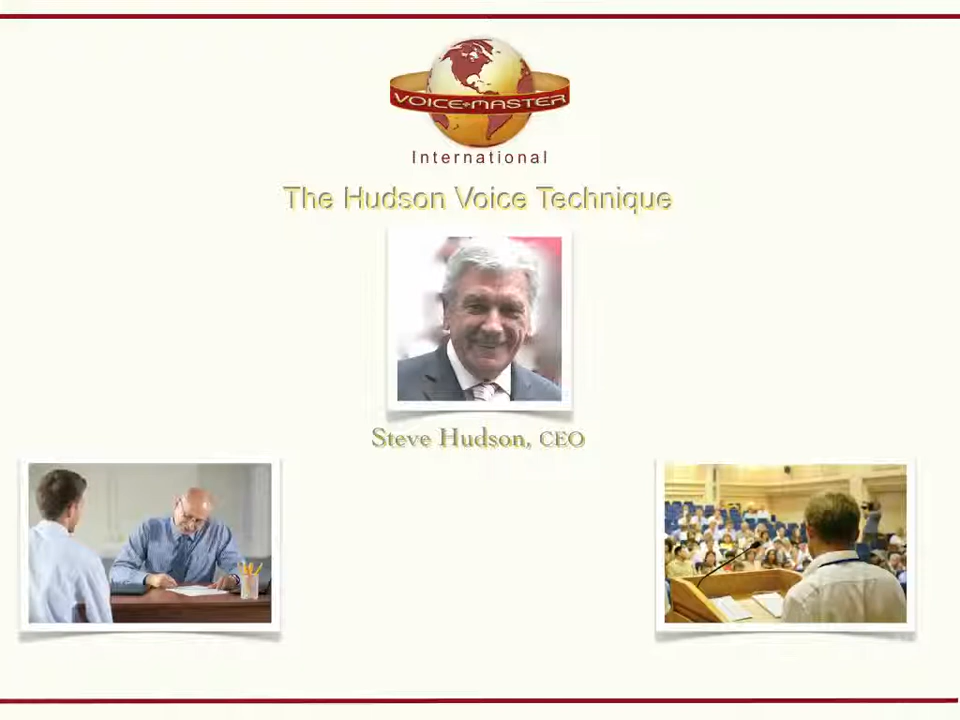 VOICE-MASTER
International
The Hudson Voice Technique
Steve Hudson, CEO